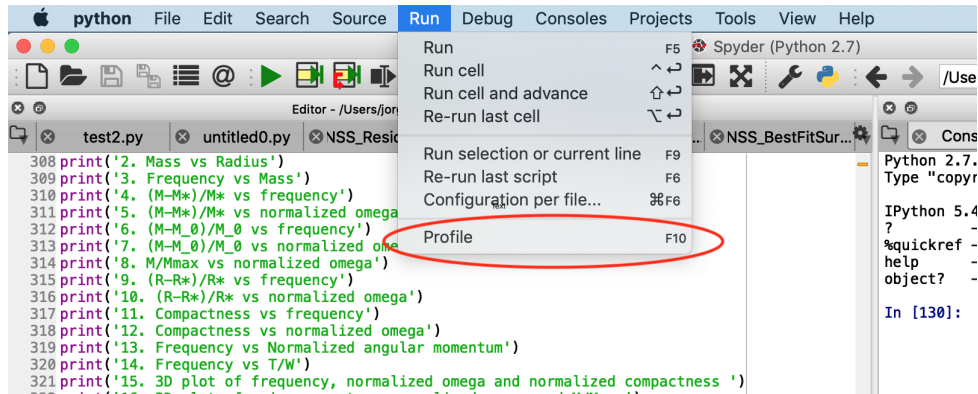 python File Edit Search Source Run Debug Consoles Projects Tools View Help
Spyder (Python 2.7)
Run F5
Run cell ^↵
Run cell and advance ⇧↵
Re-run last cell ⌥↵
Run selection or current line F9
Re-run last script F6
Configuration per file... ⌘F6
Text
Profile F10
@
/Use
Editor - /Users/jor
test2.py untitled0.py NSS_Resid
... NSS_BestFitSur... Cons
308 print('2. Mass vs Radius')
309 print('3. Frequency vs Mass')
310 print('4. (M-M*)/M* vs frequency')
311 print('5. (M-M*)/M* vs normalized omega
312 print('6. (M-M_0)/M_0 vs frequency')
313 print('7. (M-M_0)/M_0 vs normalized ome
314 print('8. M/Mmax vs normalized omega')
315 print('9. (R-R*)/R* vs frequency')
316 print('10. (R-R*)/R* vs normalized omega')
317 print('11. Compactness vs frequency')
318 print('12. Compactness vs normalized omega')
319 print('13. Frequency vs Normalized angular momentum')
320 print('14. Frequency vs T/W')
321 print('15. 3D plot of frequency, normalized omega and normalized compactness ')
Python 2.7.
Type "copyr
IPython 5.4
? -
%quickref -
help -
object? -
In [130]: